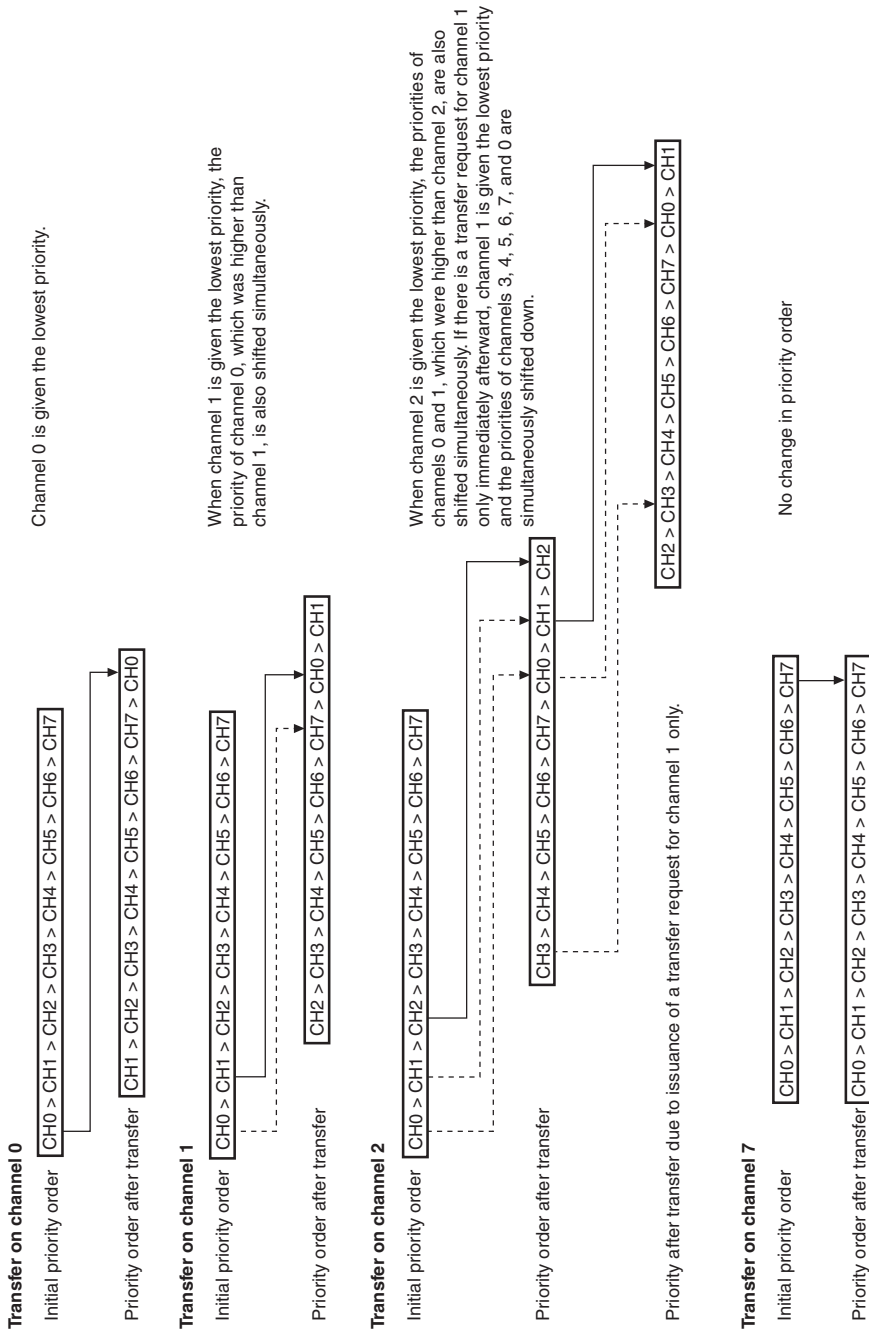 Transfer on channel 0
Initial priority order
CH0 > CH1 > CH2 > CH3 > CH4 > CH5 > CH6 > CH7
Channel 0 is given the lowest priority.
Priority order after transfer
CH1 > CH2 > CH3 > CH4 > CH5 > CH6 > CH7 > CH0
Transfer on channel 1
Initial priority order
CH0 > CH1 > CH2 > CH3 > CH4 > CH5 > CH6 > CH7
When channel 1 is given the lowest priority, the
priority of channel 0, which was higher than
channel 1, is also shifted simultaneously.
Priority order after transfer
CH2 > CH3 > CH4 > CH5 > CH6 > CH7 > CH0 > CH1
Transfer on channel 2
Initial priority order
CH0 > CH1 > CH2 > CH3 > CH4 > CH5 > CH6 > CH7
When channel 2 is given the lowest priority, the priorities of
channels 0 and 1, which were higher than channel 2, are also
shifted simultaneously. If there is a transfer request for channel 1
only immediately afterward, channel 1 is given the lowest priority
and the priorities of channels 3, 4, 5, 6, 7, and 0 are
simultaneously shifted down.
Priority order after transfer
CH3 > CH4 > CH5 > CH6 > CH7 > CH0 > CH1 > CH2
Priority after transfer due to issuance of a transfer request for channel 1 only.
CH2 > CH3 > CH4 > CH5 > CH6 > CH7 > CH0 > CH1
Transfer on channel 7
Initial priority order
CH0 > CH1 > CH2 > CH3 > CH4 > CH5 > CH6 > CH7
No change in priority order
Priority order after transfer
CH0 > CH1 > CH2 > CH3 > CH4 > CH5 > CH6 > CH7